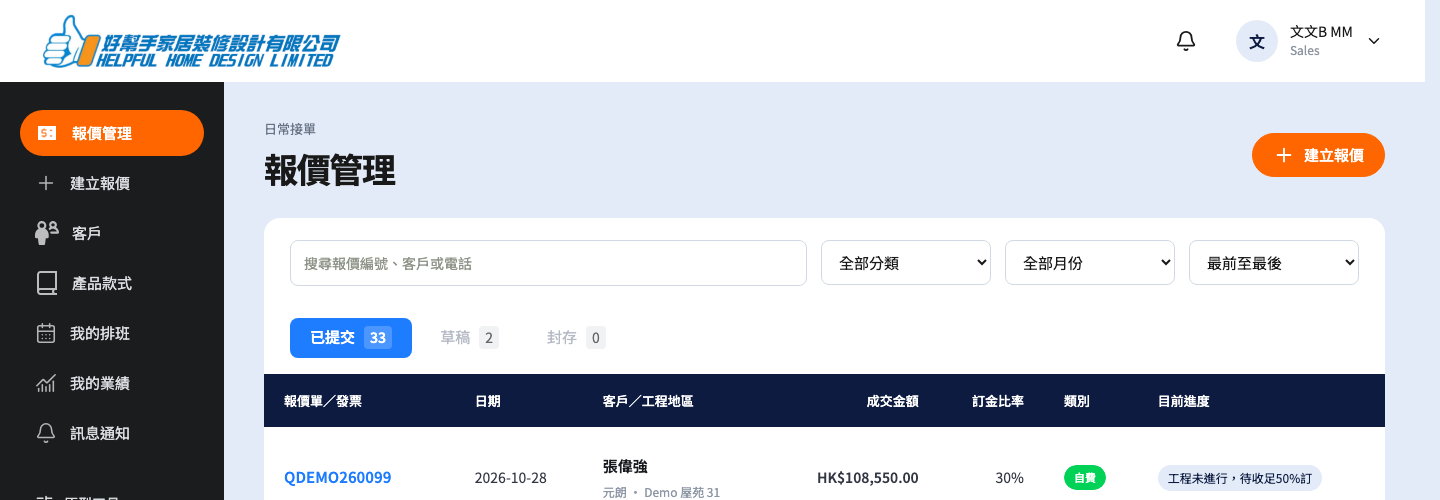 好幫手家居裝修設計有限公司
HELPFUL HOME DESIGN LIMITED
文
文文B MM
Sales
報價管理
建立報價
客戶
產品款式
我的排班
我的業績
訊息通知
日常接單
報價管理
建立報價
搜尋報價編號、客戶或電話
全部分類
全部月份
最前至最後
已提交 33
草稿 2
封存 0
報價單／發票 日期 客戶／工程地區 成交金額 訂金比率 類別 目前進度
QDEMO260099 2026-10-28 張偉強 HK$108,550.00 30% 自費 工程未進行，待收足50%訂
元朗 • Demo 屋苑 31